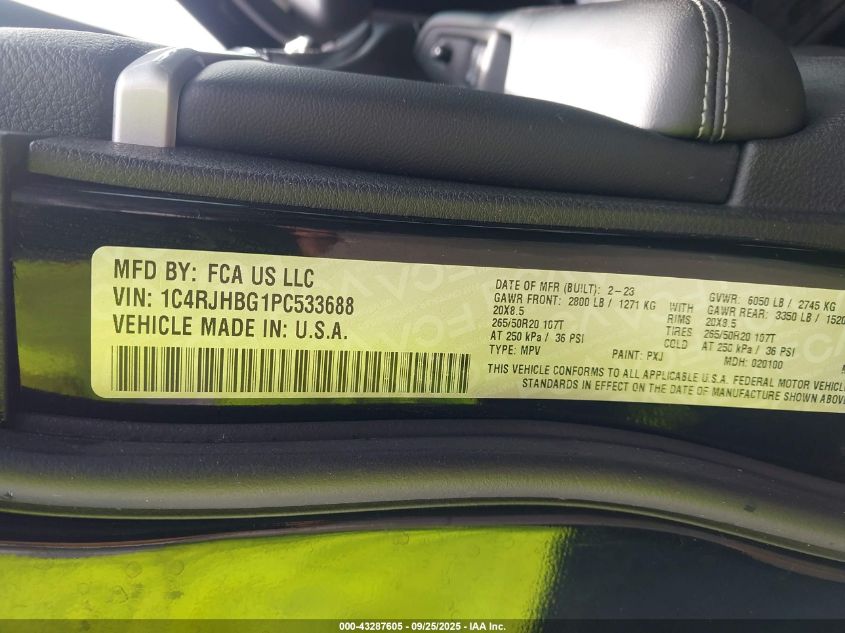 MFD BY: FCA US LLC
VIN: 1C4RJHBG1PC533688
VEHICLE MADE IN: U.S.A.
DATE OF MFR (BUILT): 2-23 GVWR: 6050 LB / 2745 KG
GAWR FRONT: 2800 LB / 1271 KG WITH GAWR REAR: 3350 LB / 1520
20X8.5 RIMS 20X8.5
265/50R20 107T TIRES 265/50R20 107T
AT 250 kPa / 36 PSI COLD AT 250 kPa / 36 PSI
TYPE: MPV PAINT: PXJ MDH: 020100
THIS VEHICLE CONFORMS TO ALL APPLICABLE U.S.A. FEDERAL MOTOR VEHICLE
STANDARDS IN EFFECT ON THE DATE OF MANUFACTURE SHOWN ABOVE
000-43287605 - 09/25/2025 - IAA Inc.